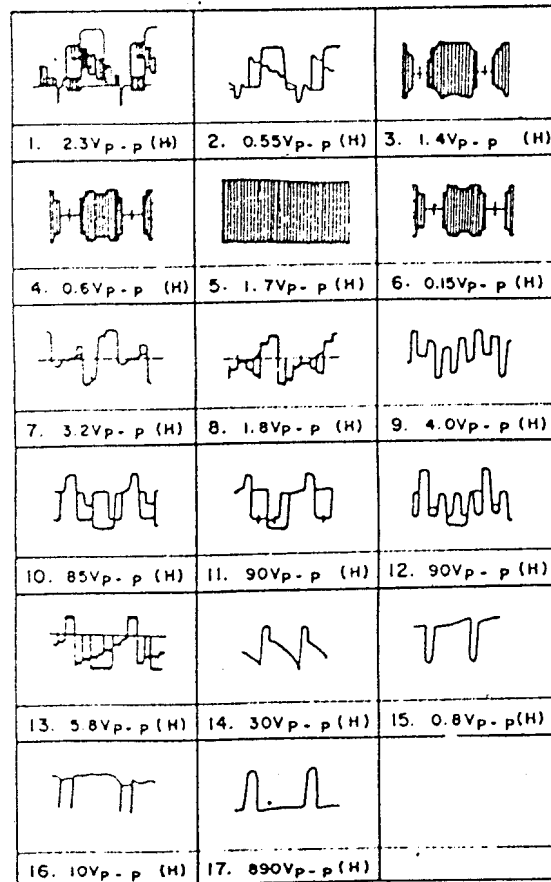 1. 2.3Vp-p (H)
2. 0.55Vp-p (H)
3. 1.4Vp-p (H)
4. 0.6Vp-p (H)
5. 1.7Vp-p (H)
6. 0.15Vp-p (H)
7. 3.2Vp-p (H)
8. 1.8Vp-p (H)
9. 4.0Vp-p (H)
10. 85Vp-p (H)
11. 90Vp-p (H)
12. 90Vp-p (H)
13. 5.8Vp-p (H)
14. 30Vp-p (H)
15. 0.8Vp-p(H)
16. 10Vp-p (H)
17. 890Vp-p(H)